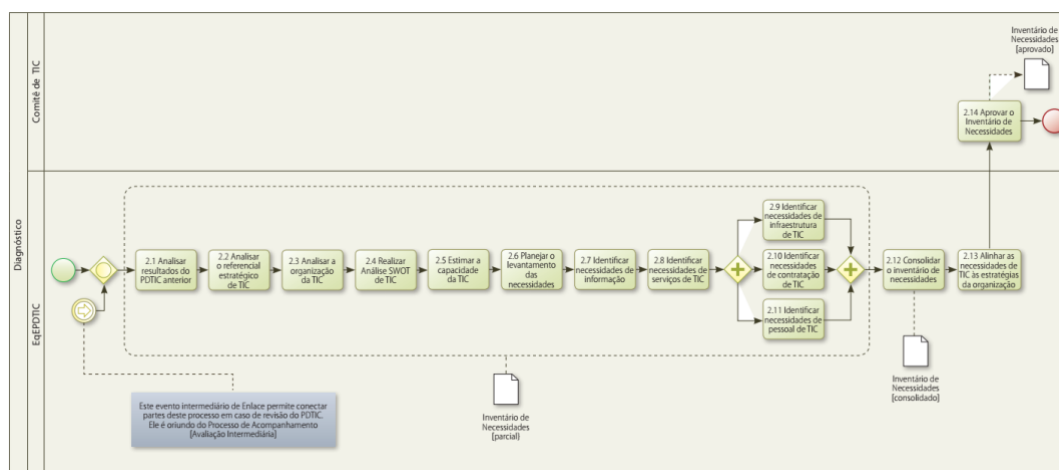 Diagnóstico
Comitê de TIC
EqEPDTIC
Inventário de
Necessidades
[aprovado]
2.14 Aprovar o
Inventário de
Necessidades
2.1 Analisar
resultados do
PDTIC anterior
2.2 Analisar
o referencial
estratégico
de TIC
2.3 Analisar a
organização
da TIC
2.4 Realizar
Análise SWOT
de TIC
2.5 Estimar a
capacidade
da TIC
2.6 Planejar o
levantamento
das
necessidades
2.7 Identificar
necessidades
de informação
2.8 Identificar
necessidades de
serviços de TIC
2.9 Identificar
necessidades de
infraestrutura
de TIC
2.10 Identificar
necessidades
de contratação
de TIC
2.11 Identificar
necessidades de
pessoal de TIC
2.12 Consolidar
o inventário de
necessidades
2.13 Alinhar as
necessidades de
TIC às estratégias
da organização
Este evento intermediário de Enlace permite conectar
partes deste processo em caso de revisão do PDTIC.
Ele é oriundo do Processo de Acompanhamento
[Avaliação Intermediária]
Inventário de
Necessidades
[parcial]
Inventário de
Necessidades
[consolidado]